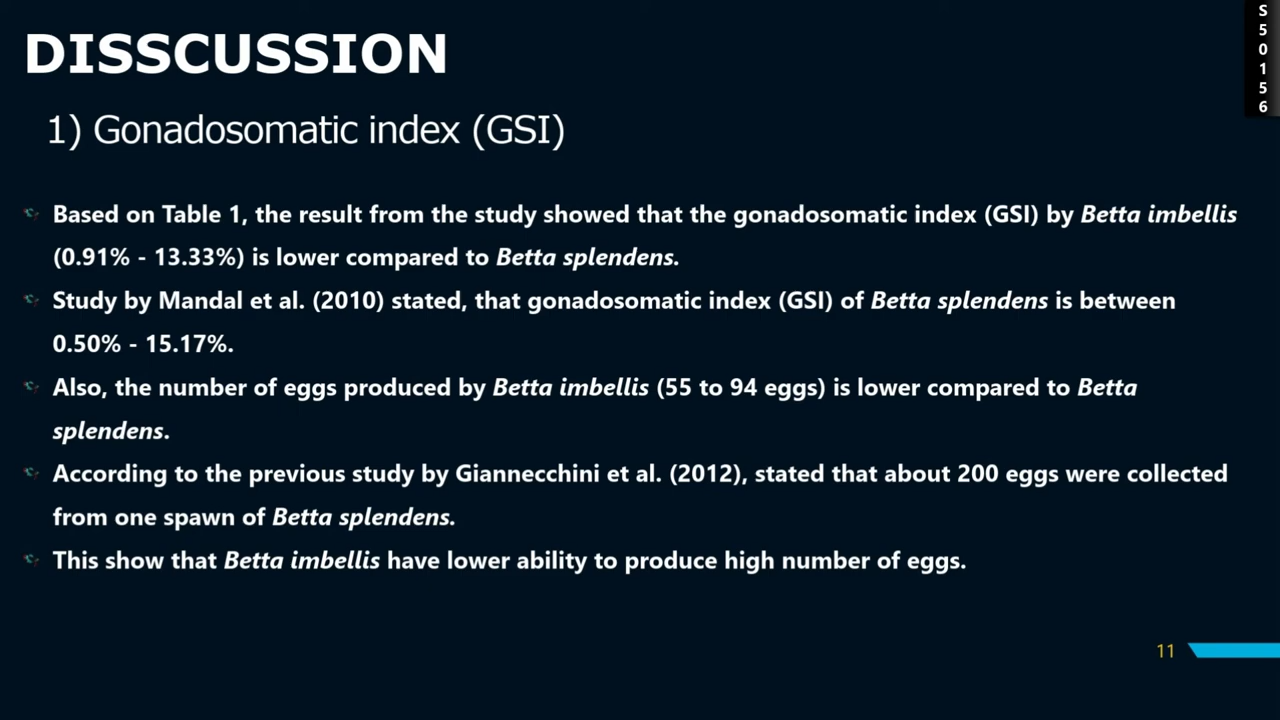 DISSCUSSION
S50156
1) Gonadosomatic index (GSI)
Based on Table 1, the result from the study showed that the gonadosomatic index (GSI) by Betta imbellis
(0.91% - 13.33%) is lower compared to Betta splendens.
Study by Mandal et al. (2010) stated, that gonadosomatic index (GSI) of Betta splendens is between
0.50% - 15.17%.
Also, the number of eggs produced by Betta imbellis (55 to 94 eggs) is lower compared to Betta
splendens.
According to the previous study by Giannecchini et al. (2012), stated that about 200 eggs were collected
from one spawn of Betta splendens.
This show that Betta imbellis have lower ability to produce high number of eggs.
11